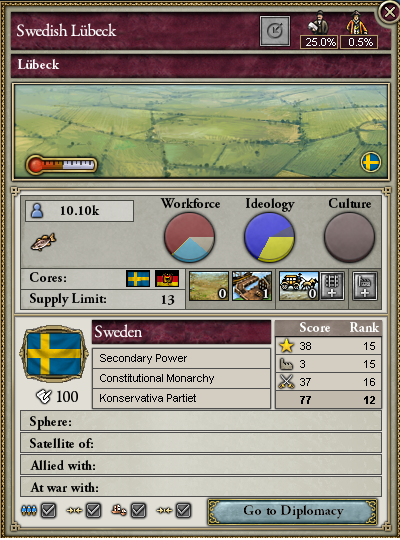 Swedish Lübeck
25.0% 0.5%
Lübeck
10.10k
Workforce Ideology Culture
Cores:
0 1 0
Supply Limit: 13
Sweden
Score Rank
Secondary Power
38 15
Constitutional Monarchy
3 15
100
Konservativa Partiet
37 16
77 12
Sphere:
Satellite of:
Allied with:
At war with:
Go to Diplomacy